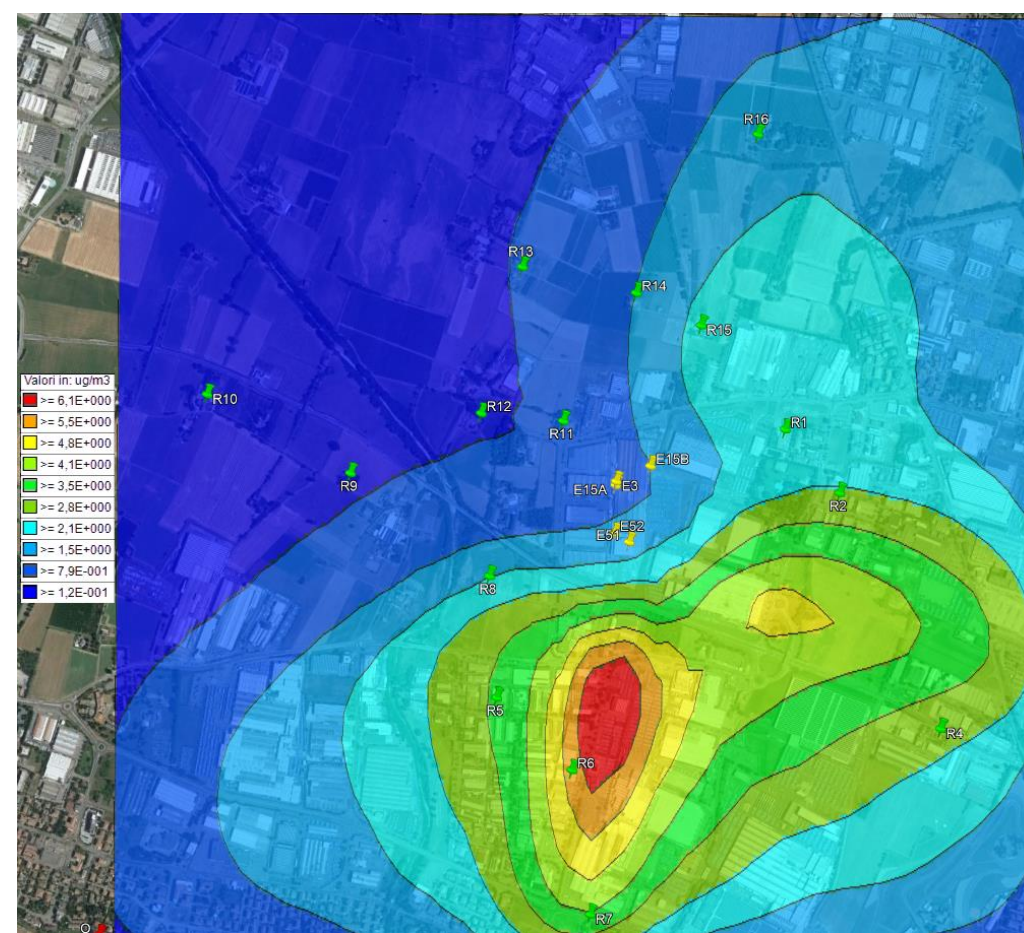 R16
R13
R14
R15
Valori in: ug/m3
>= 6,1E+000
>= 5,5E+000
>= 4,8E+000
>= 4,1E+000
>= 3,5E+000
>= 2,8E+000
>= 2,1E+000
>= 1,5E+000
>= 7,9E-001
>= 1,2E-001
R10
R12
R11
R1
R9
E15B
E15A
E3
R2
E52
E51
R8
R5
R4
R6
R7
O